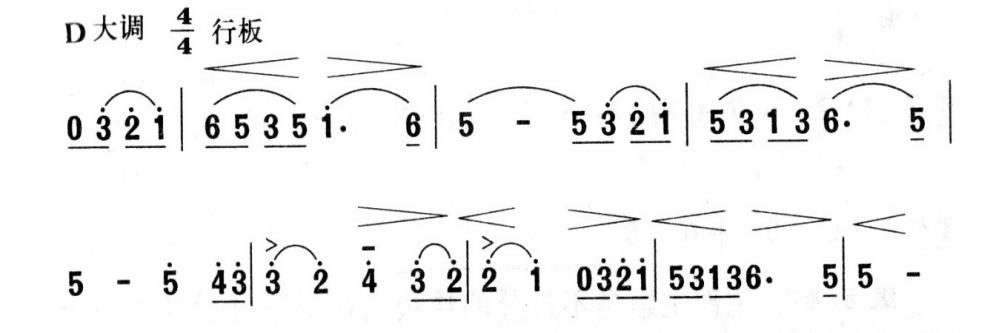 D大调 4/4 行板
0 3̇ 2̇ 1̇ | 6 5 3 5 1̇· 6 | 5 - 5 3̇ 2̇ 1̇ | 5 3 1 3 6· 5 |
5 - 5̇ 4̇ 3̇ | 3̇ 2̇ 4̇ 3̇ 2̇ | 2̇ 1̇ 0 3̇ 2̇ 1̇ | 5 3 1 3 6· 5 | 5 -